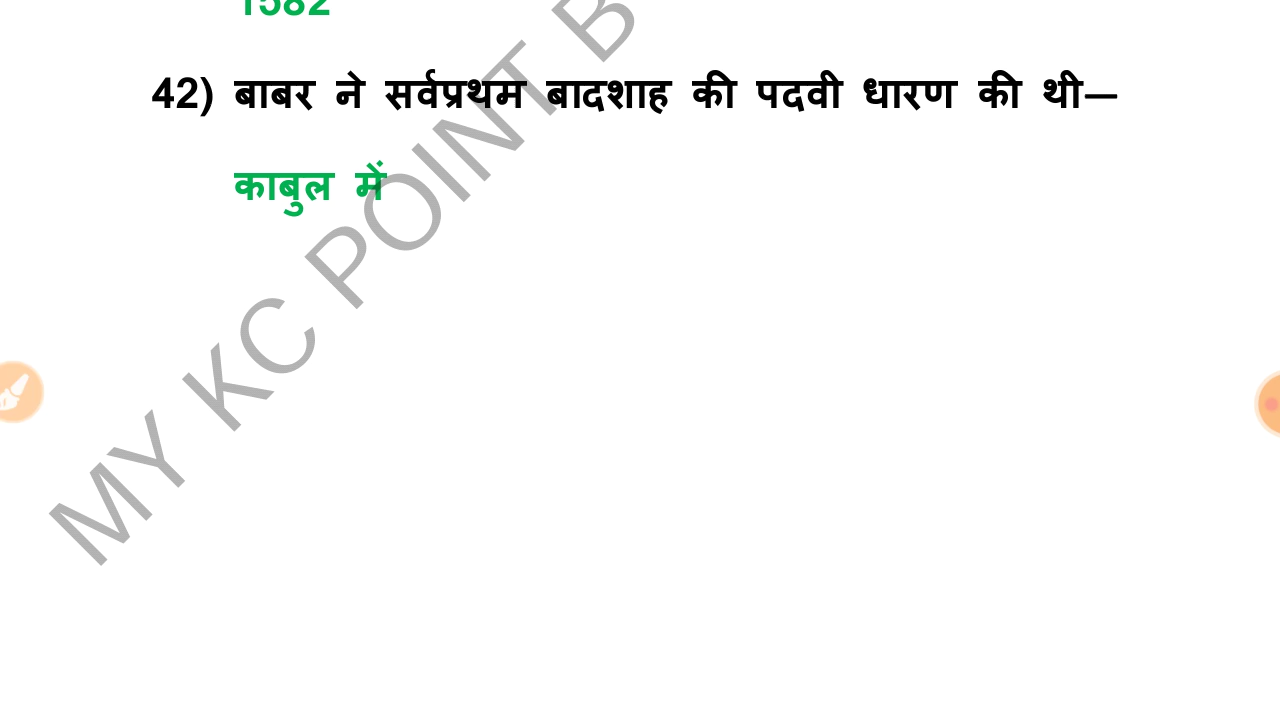 1582
42) बाबर ने सर्वप्रथम बादशाह की पदवी धारण की थी—
काबुल में
MY KC POINT B